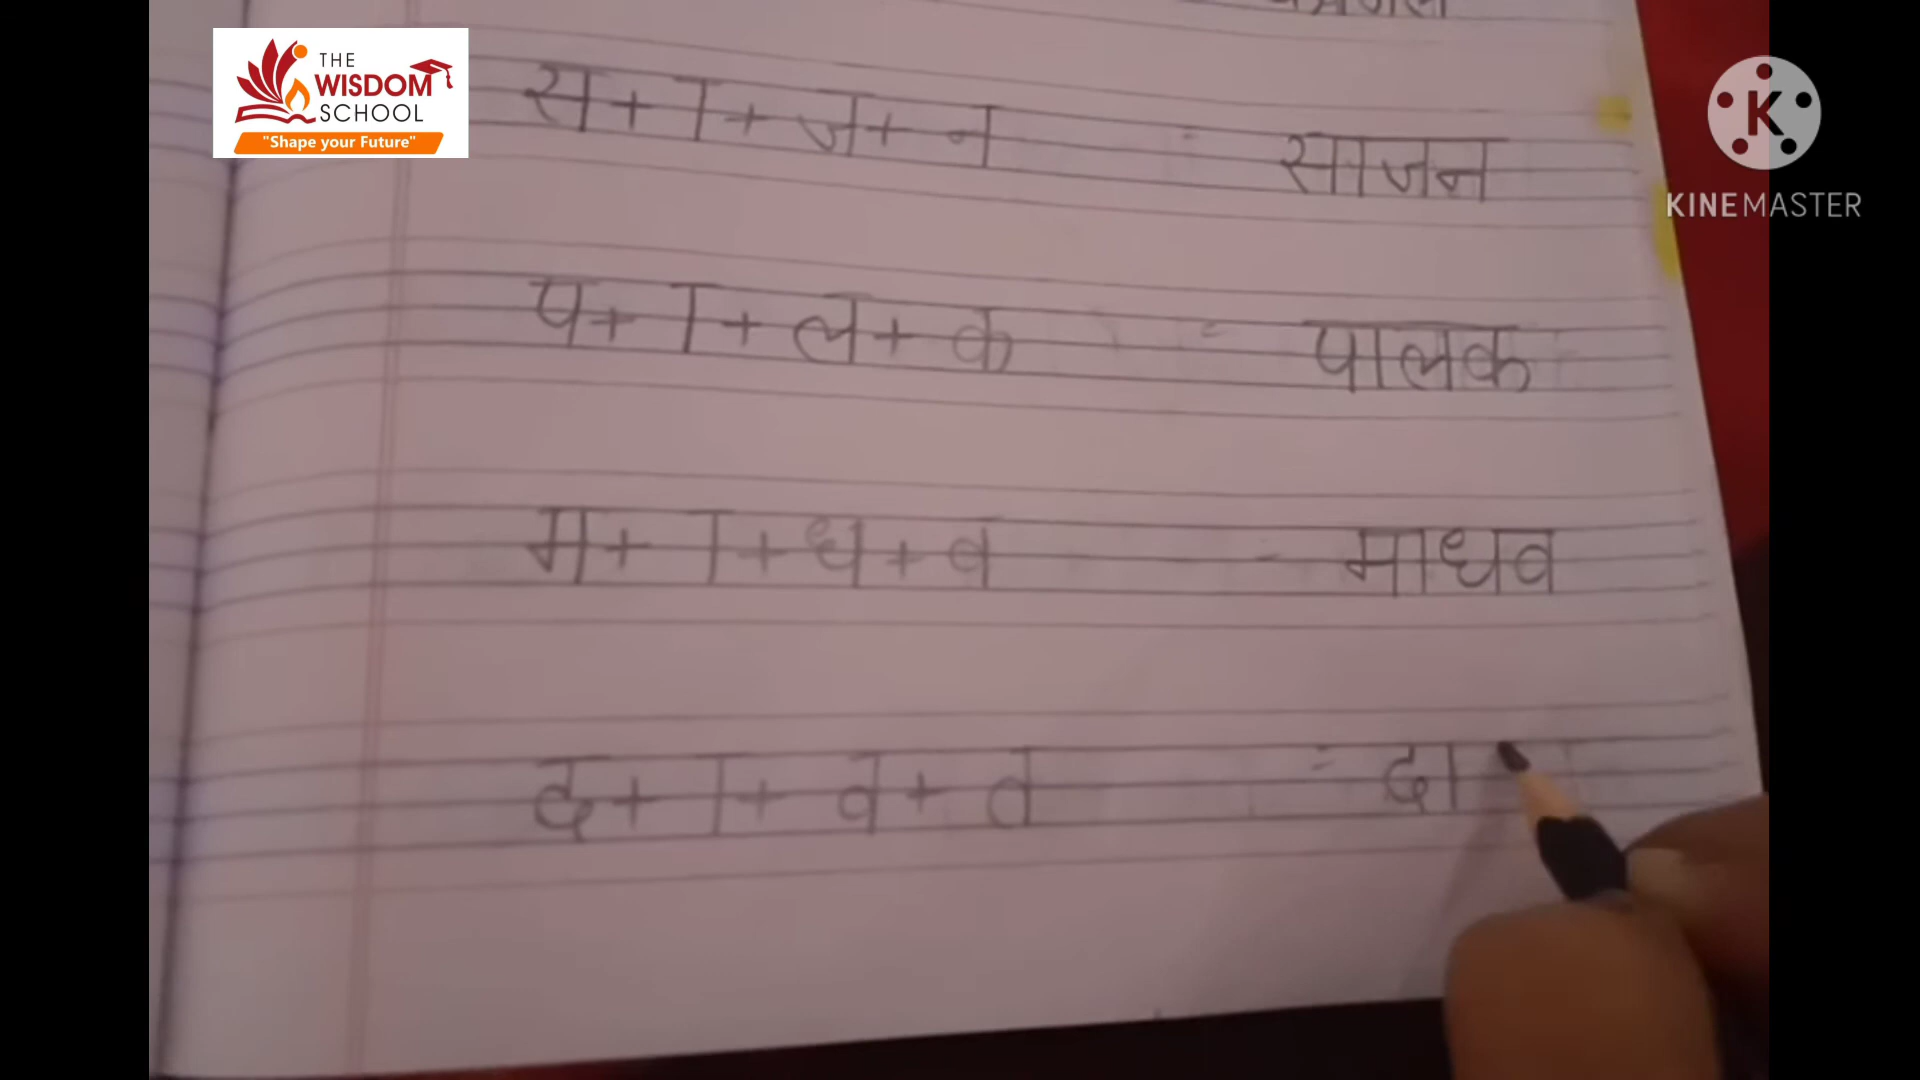 THE
WISDOM
SCHOOL
"Shape your Future"
K
KINEMASTER
स + ा + ज + न = साजन
प + ा + ल + क = पालक
म + ा + ध + व - माधव
द + ा + व + त = दा